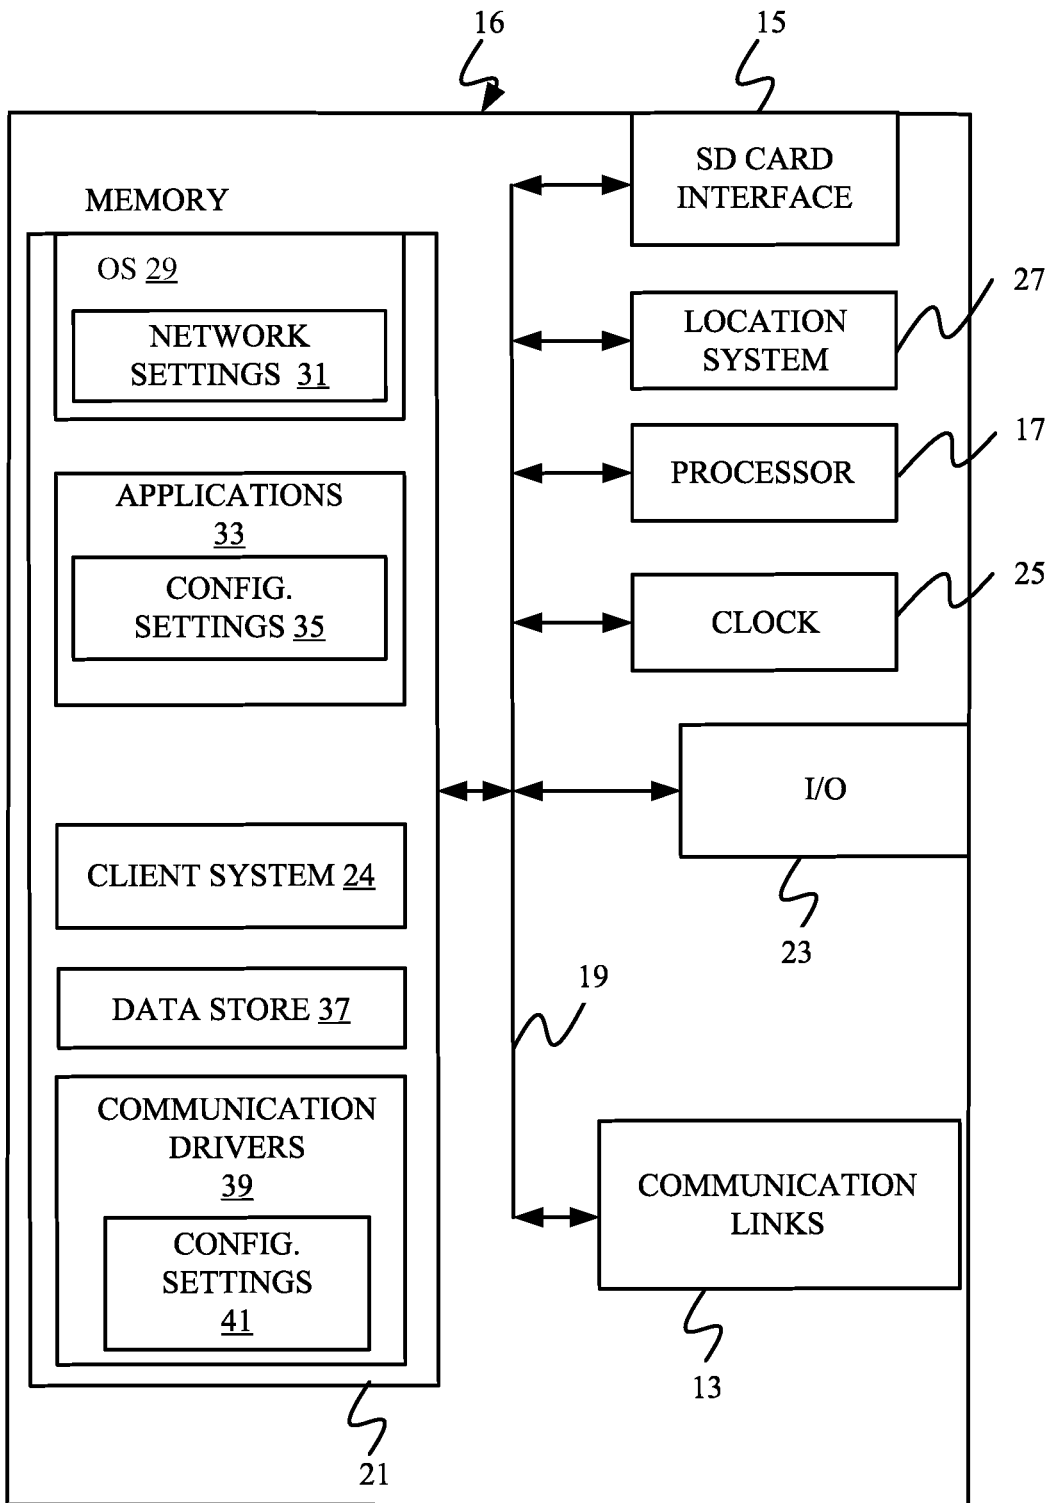 16
15
MEMORY
OS 29
NETWORK
SETTINGS 31
APPLICATIONS
33
CONFIG.
SETTINGS 35
CLIENT SYSTEM 24
DATA STORE 37
COMMUNICATION
DRIVERS
39
CONFIG.
SETTINGS
41
21
SD CARD
INTERFACE
LOCATION
SYSTEM
27
PROCESSOR
17
CLOCK
25
I/O
23
19
COMMUNICATION
LINKS
13